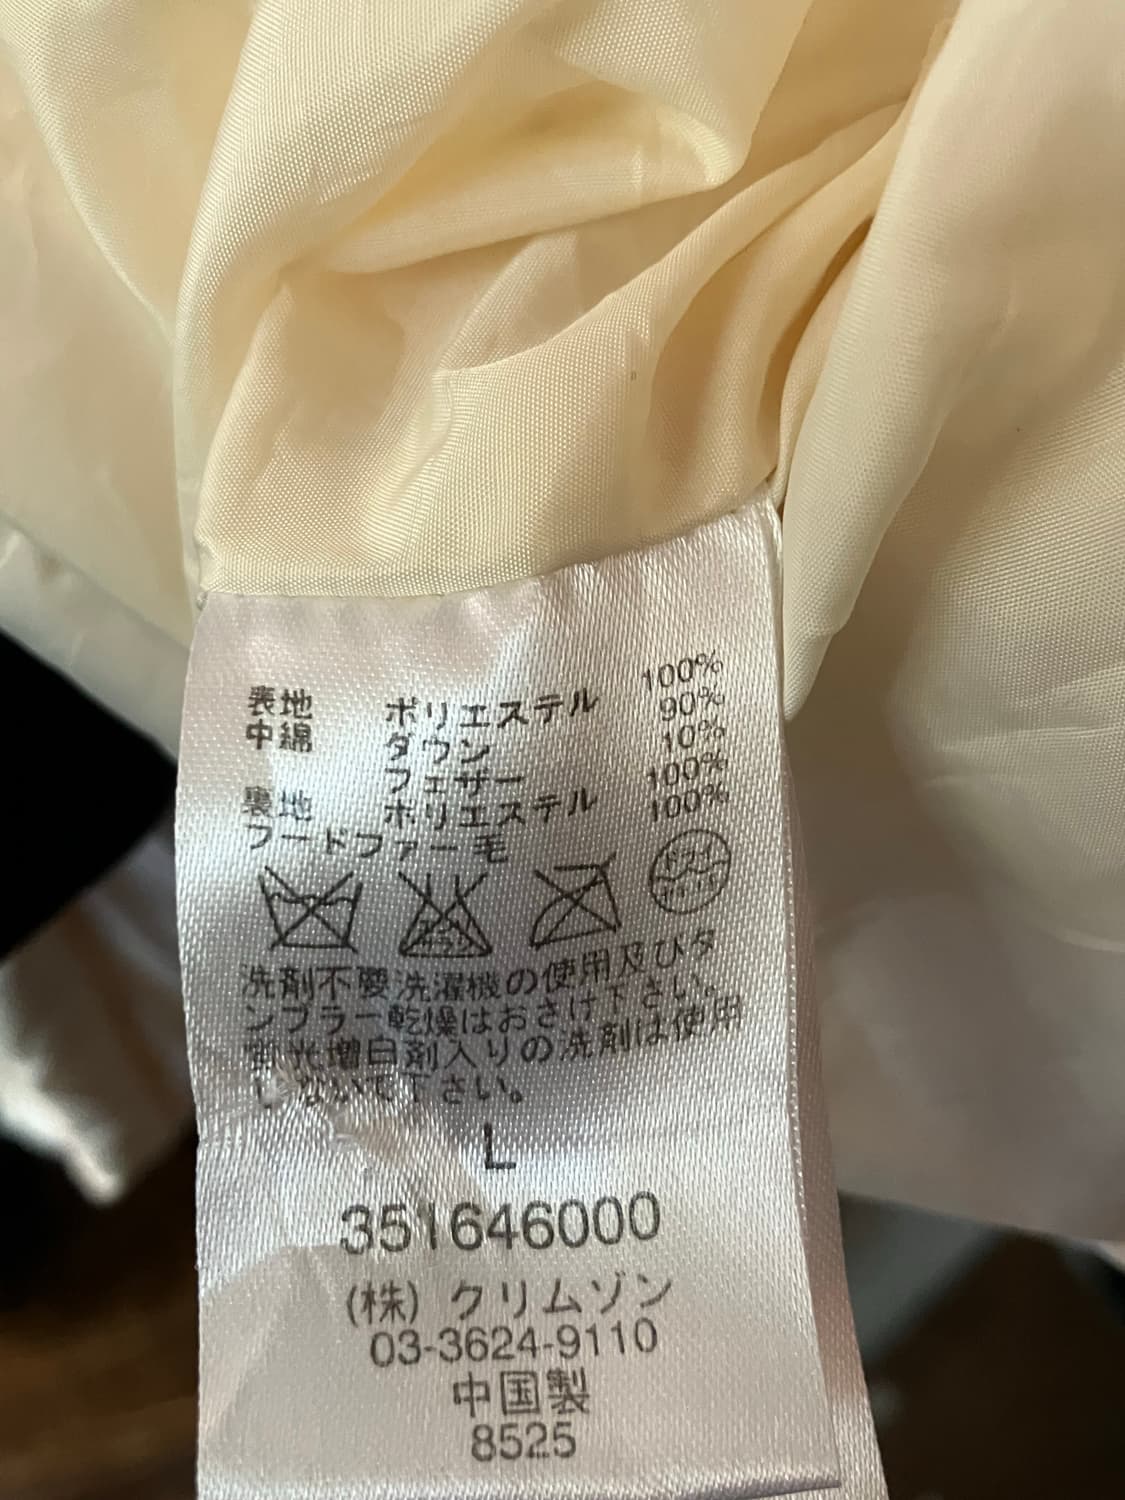 表地 ポリエステル 100%
中綿 ダウン 90%
フェザー 10%
裏地 ポリエステル 100%
フードファー毛 100%
ドライ
洗剤不要洗濯機の使用及びタ
ンブラー乾燥はおさけ下さい。
蛍光増白剤入りの洗剤は使用
しないで下さい。
L
351646000
(株) クリムゾン
03-3624-9110
中国製
8525